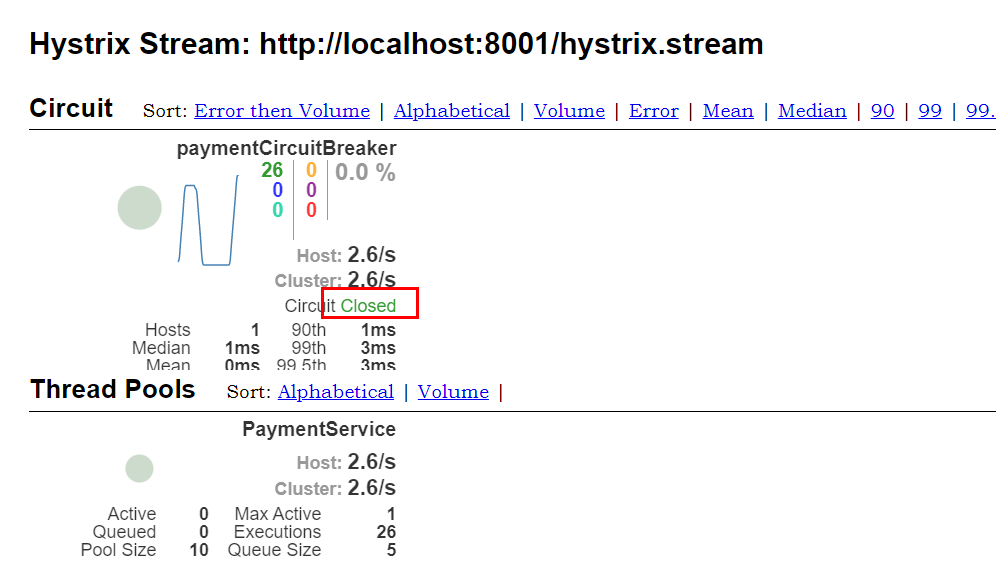 Hystrix Stream: http://localhost:8001/hystrix.stream
Circuit Sort: Error then Volume | Alphabetical | Volume | Error | Mean | Median | 90 | 99 | 99.
paymentCircuitBreaker
26 0 0.0 %
0 0
0 0
Host: 2.6/s
Cluster: 2.6/s
Circuit Closed
Hosts 1 90th 1ms
Median 1ms 99th 3ms
Mean 0ms 99.5th 3ms
Thread Pools Sort: Alphabetical | Volume |
PaymentService
Host: 2.6/s
Cluster: 2.6/s
Active 0 Max Active 1
Queued 0 Executions 26
Pool Size 10 Queue Size 5